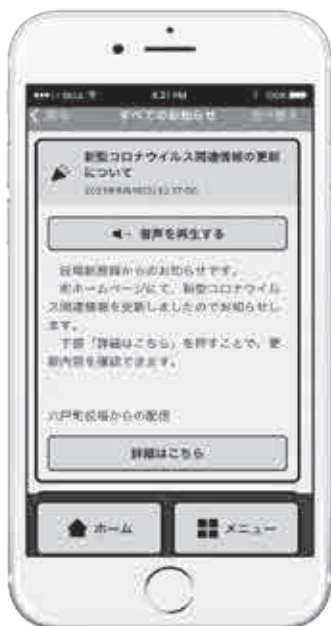 4:21 PM
100%
すべてのお知らせ
新型コロナウイルス関連情報の更新
について
音声を再生する
役場総務課からのお知らせです。
町ホームページにて、新型コロナウイル
ス関連情報を更新しましたのでお知らせし
ます。
下部「詳細はこちら」を押すことで、更
新内容を確認できます。
六戸町役場からの配信
詳細はこちら
ホーム
メニュー